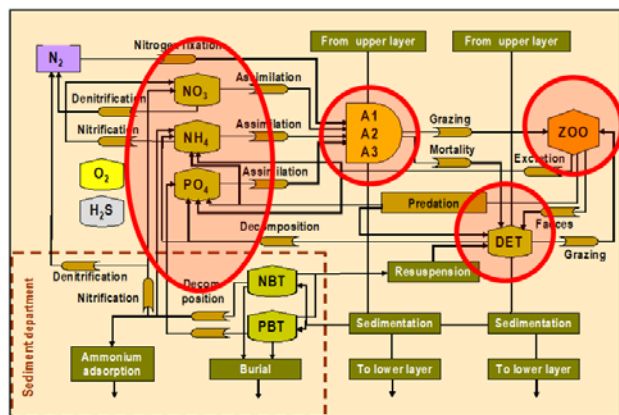 From upper layer
From upper layer
N2
Nitrogen fixation
NO3
Assimilation
Denitrification
A1
A2
A3
Grazing
ZOO
Nitrification
NH4
Assimilation
Mortality
O2
Excretion
PO4
Assimilation
H2S
Predation
Faeces
Decomposition
DET
Grazing
Denitrification
Nitrification
Decomposition
NBT
Resuspension
PBT
Sedimentation
Sedimentation
Sediment department
Ammonium
adsorption
Burial
To lower layer
To lower layer